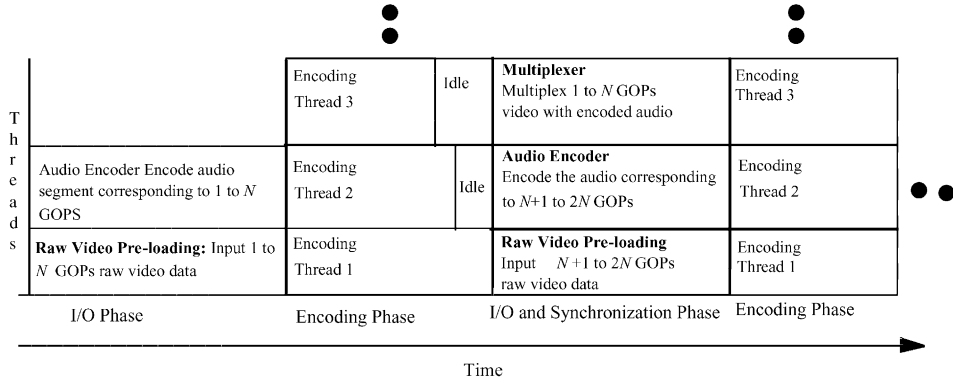 Threads
Encoding
Thread 3
Idle
Multiplexer
Multiplex 1 to N GOPs
video with encoded audio
Encoding
Thread 3
Audio Encoder Encode audio
segment corresponding to 1 to N
GOPS
Encoding
Thread 2
Idle
Audio Encoder
Encode the audio corresponding
to N+1 to 2N GOPs
Encoding
Thread 2
Raw Video Pre-loading: Input 1 to
N GOPs raw video data
Encoding
Thread 1
Raw Video Pre-loading
Input N +1 to 2N GOPs
raw video data
Encoding
Thread 1
I/O Phase
Encoding Phase
I/O and Synchronization Phase
Encoding Phase
Time